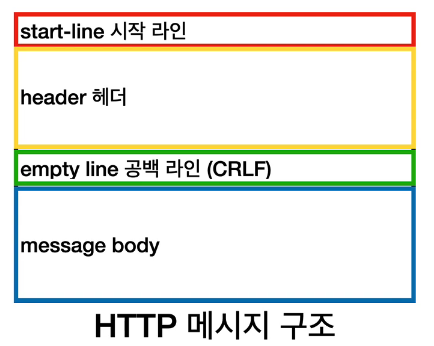 start-line 시작 라인
header 헤더
empty line 공백 라인 (CRLF)
message body
HTTP 메시지 구조